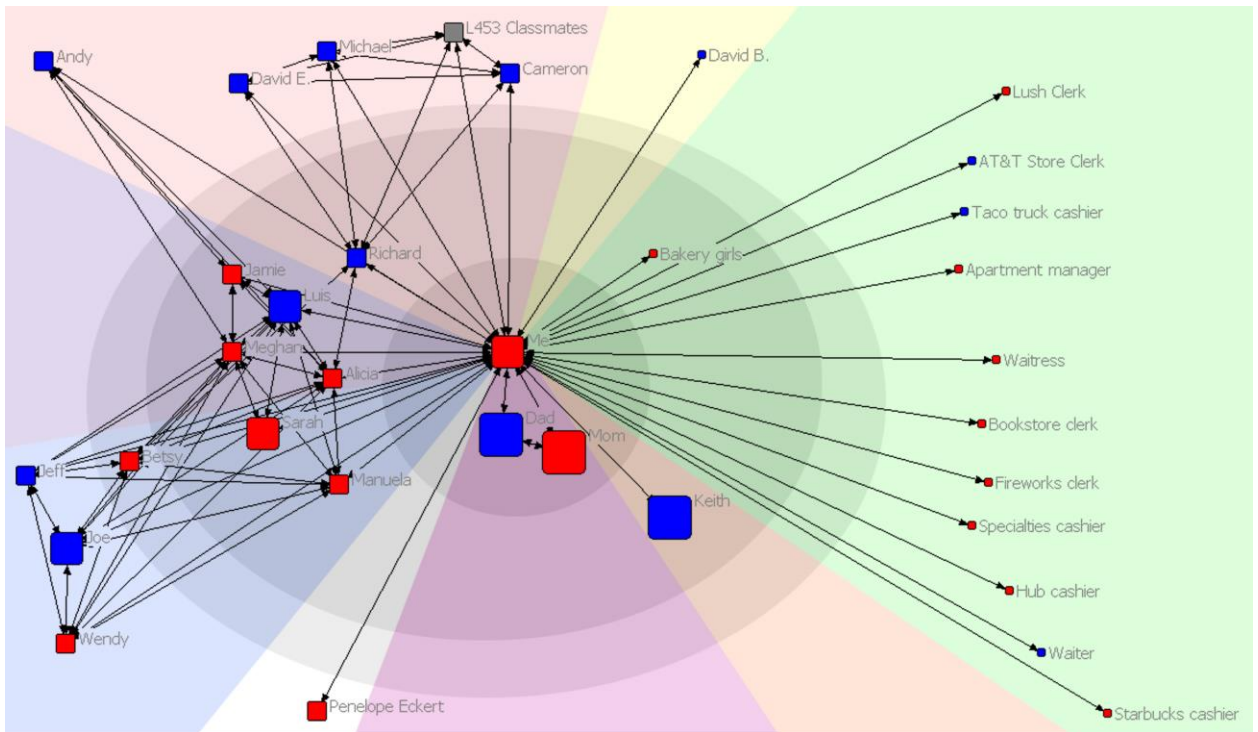 L453 Classmates
Michael
Andy
David B.
Cameron
David E.
Lush Clerk
AT&T Store Clerk
Taco truck cashier
Richard
Bakery girls
Apartment manager
Jamie
Luis
Meghan
Me
Waitress
Alicia
Sarah
Dad
Bookstore clerk
Mom
Betsy
Jeff
Manuela
Fireworks clerk
Keith
Specialties cashier
Joe
Hub cashier
Wendy
Waiter
Penelope Eckert
Starbucks cashier